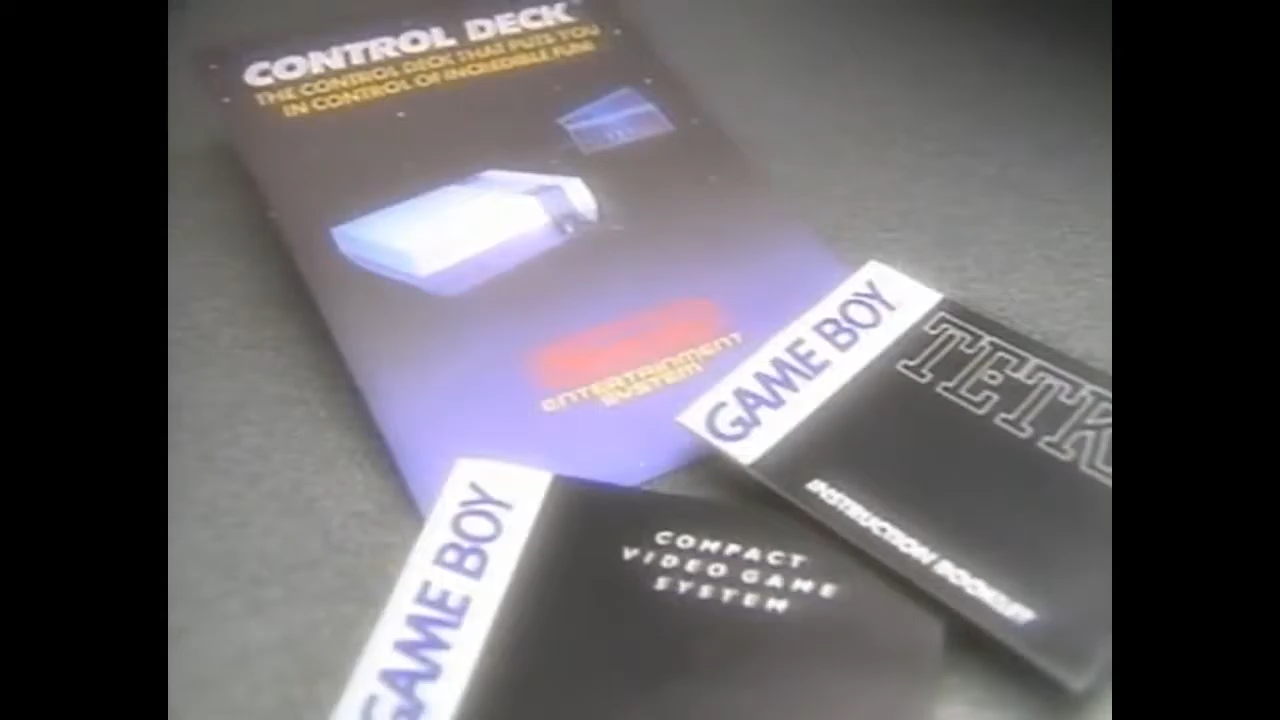 CONTROL DECK
THE CONTROL DECK THAT PUTS YOU
IN CONTROL OF INCREDIBLE FUN!
ENTERTAINMENT
SYSTEM
GAME BOY
TETR
INSTRUCTION BOOKLET
GAME BOY
COMPACT
VIDEO GAME
SYSTEM